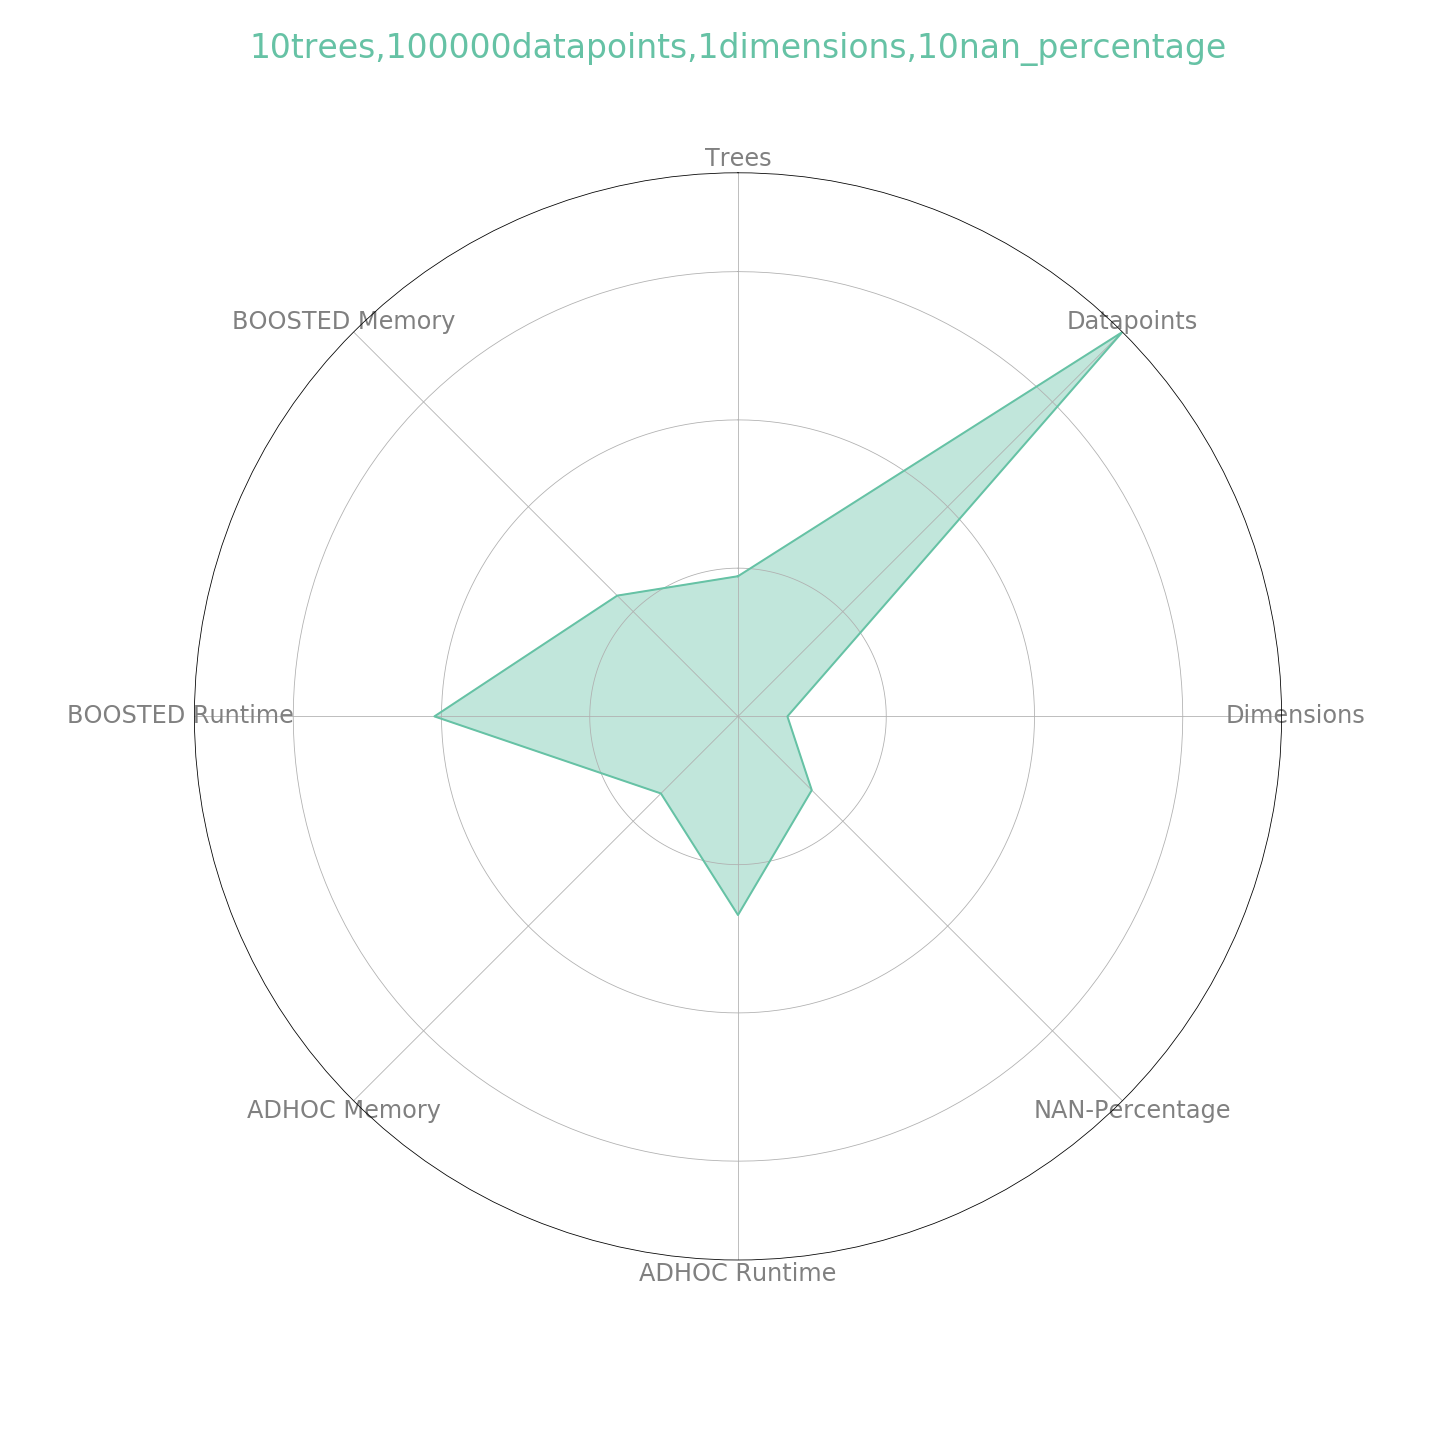 10trees,100000datapoints,1dimensions,10nan_percentage
Trees
BOOSTED Memory
Datapoints
BOOSTED Runtime
Dimensions
ADHOC Memory
NAN-Percentage
ADHOC Runtime